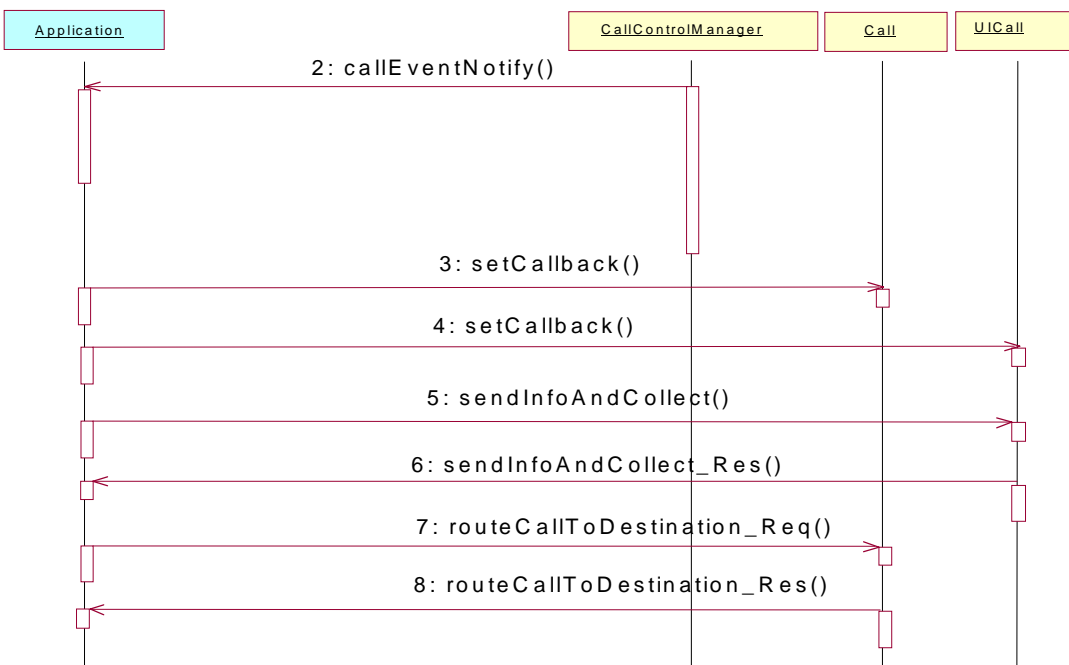 Application
CallControlManager
Call
UICall
2: callEventNotify()
3: setCallback()
4: setCallback()
5: sendInfoAndCollect()
6: sendInfoAndCollect_Res()
7: routeCallToDestination_Req()
8: routeCallToDestination_Res()